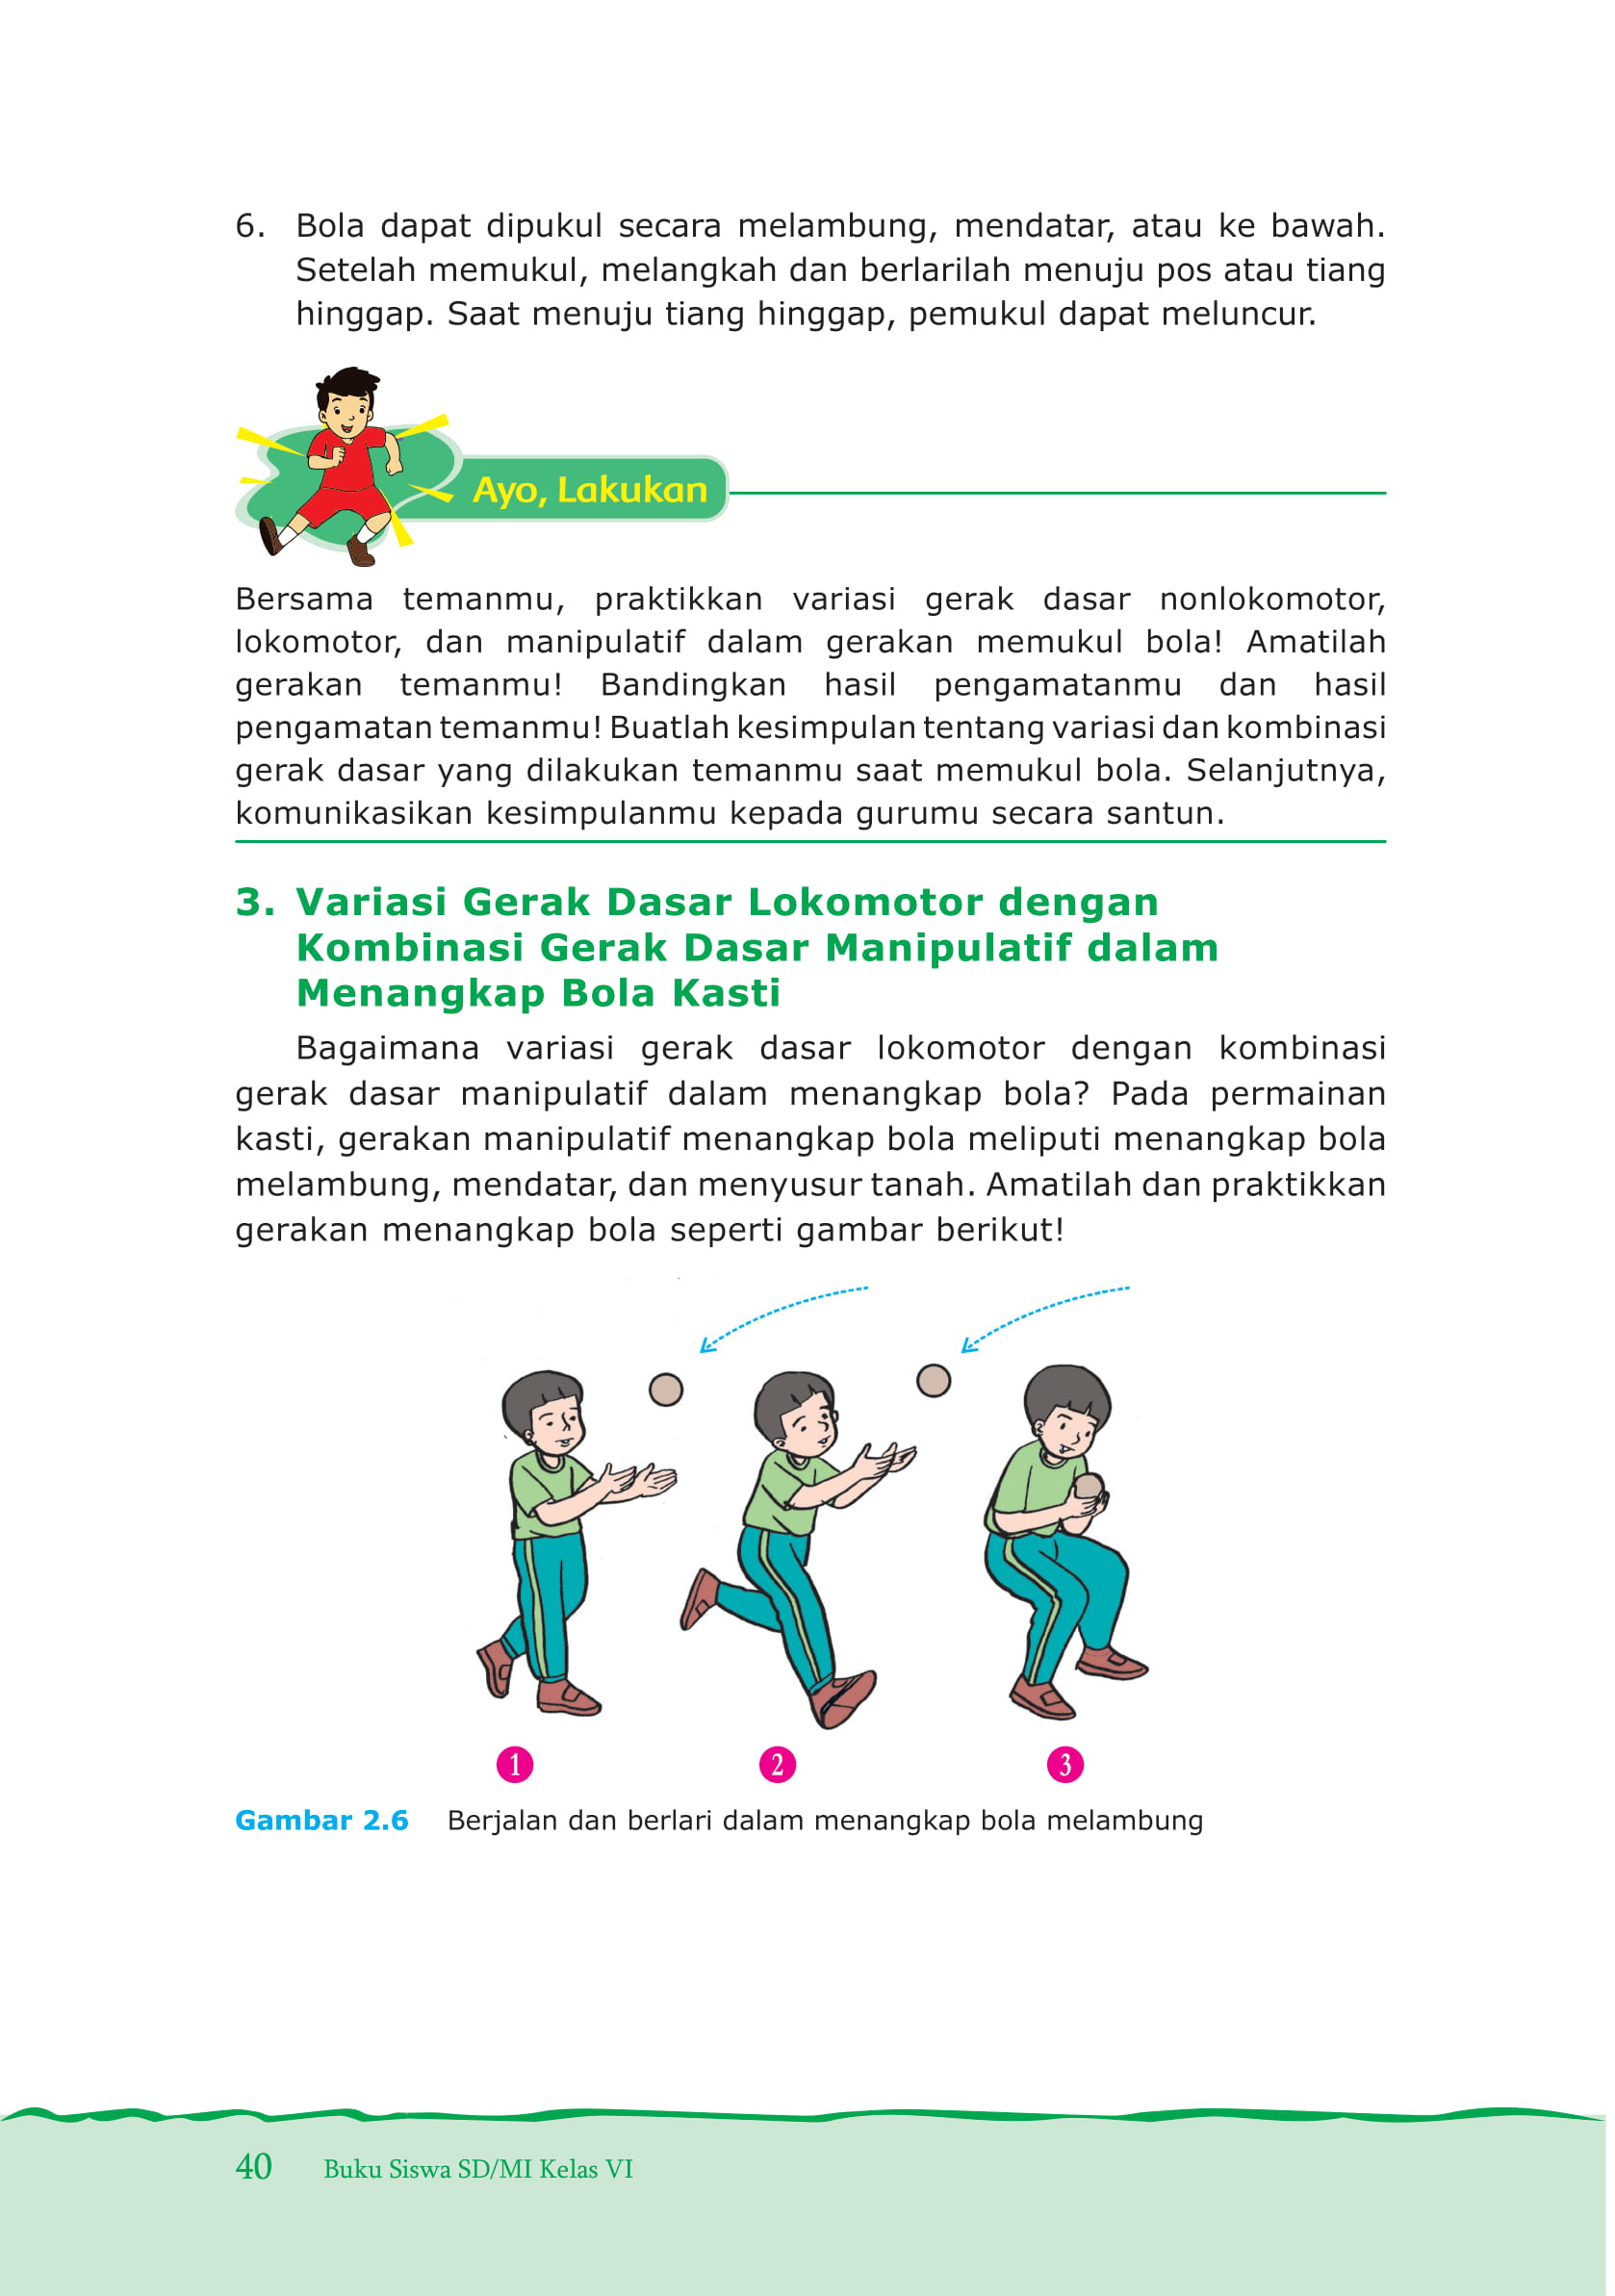 6. Bola dapat dipukul secara melambung, mendatar, atau ke bawah.
Setelah memukul, melangkah dan berlarilah menuju pos atau tiang
hinggap. Saat menuju tiang hinggap, pemukul dapat meluncur.
Ayo, Lakukan
Bersama temanmu, praktikkan variasi gerak dasar nonlokomotor,
lokomotor, dan manipulatif dalam gerakan memukul bola! Amatilah
gerakan temanmu! Bandingkan hasil pengamatanmu dan hasil
pengamatan temanmu! Buatlah kesimpulan tentang variasi dan kombinasi
gerak dasar yang dilakukan temanmu saat memukul bola. Selanjutnya,
komunikasikan kesimpulanmu kepada gurumu secara santun.
3. Variasi Gerak Dasar Lokomotor dengan
Kombinasi Gerak Dasar Manipulatif dalam
Menangkap Bola Kasti
Bagaimana variasi gerak dasar lokomotor dengan kombinasi
gerak dasar manipulatif dalam menangkap bola? Pada permainan
kasti, gerakan manipulatif menangkap bola meliputi menangkap bola
melambung, mendatar, dan menyusur tanah. Amatilah dan praktikkan
gerakan menangkap bola seperti gambar berikut!
1 2 3
Gambar 2.6 Berjalan dan berlari dalam menangkap bola melambung
40 Buku Siswa SD/MI Kelas VI